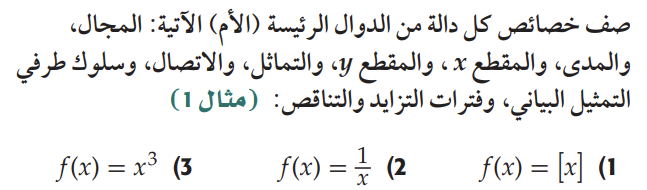 صف خصائص كل دالة من الدوال الرئيسة (الأم) الآتية: المجال،
والمدى، والمقطع x ، والمقطع y، والتماثل، والاتصال، وسلوك طرفي
التمثيل البياني، وفترات التزايد والتناقص: (مثال 1)
(1 f(x) = [x] (2 f(x) = 1/x (3 f(x) = x³